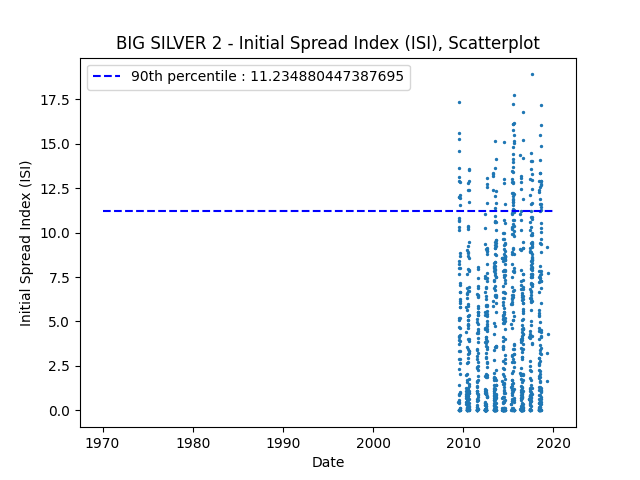 BIG SILVER 2 - Initial Spread Index (ISI), Scatterplot
90th percentile : 11.234880447387695
17.5
15.0
12.5
10.0
7.5
5.0
2.5
0.0
Initial Spread Index (ISI)
1970 1980 1990 2000 2010 2020
Date